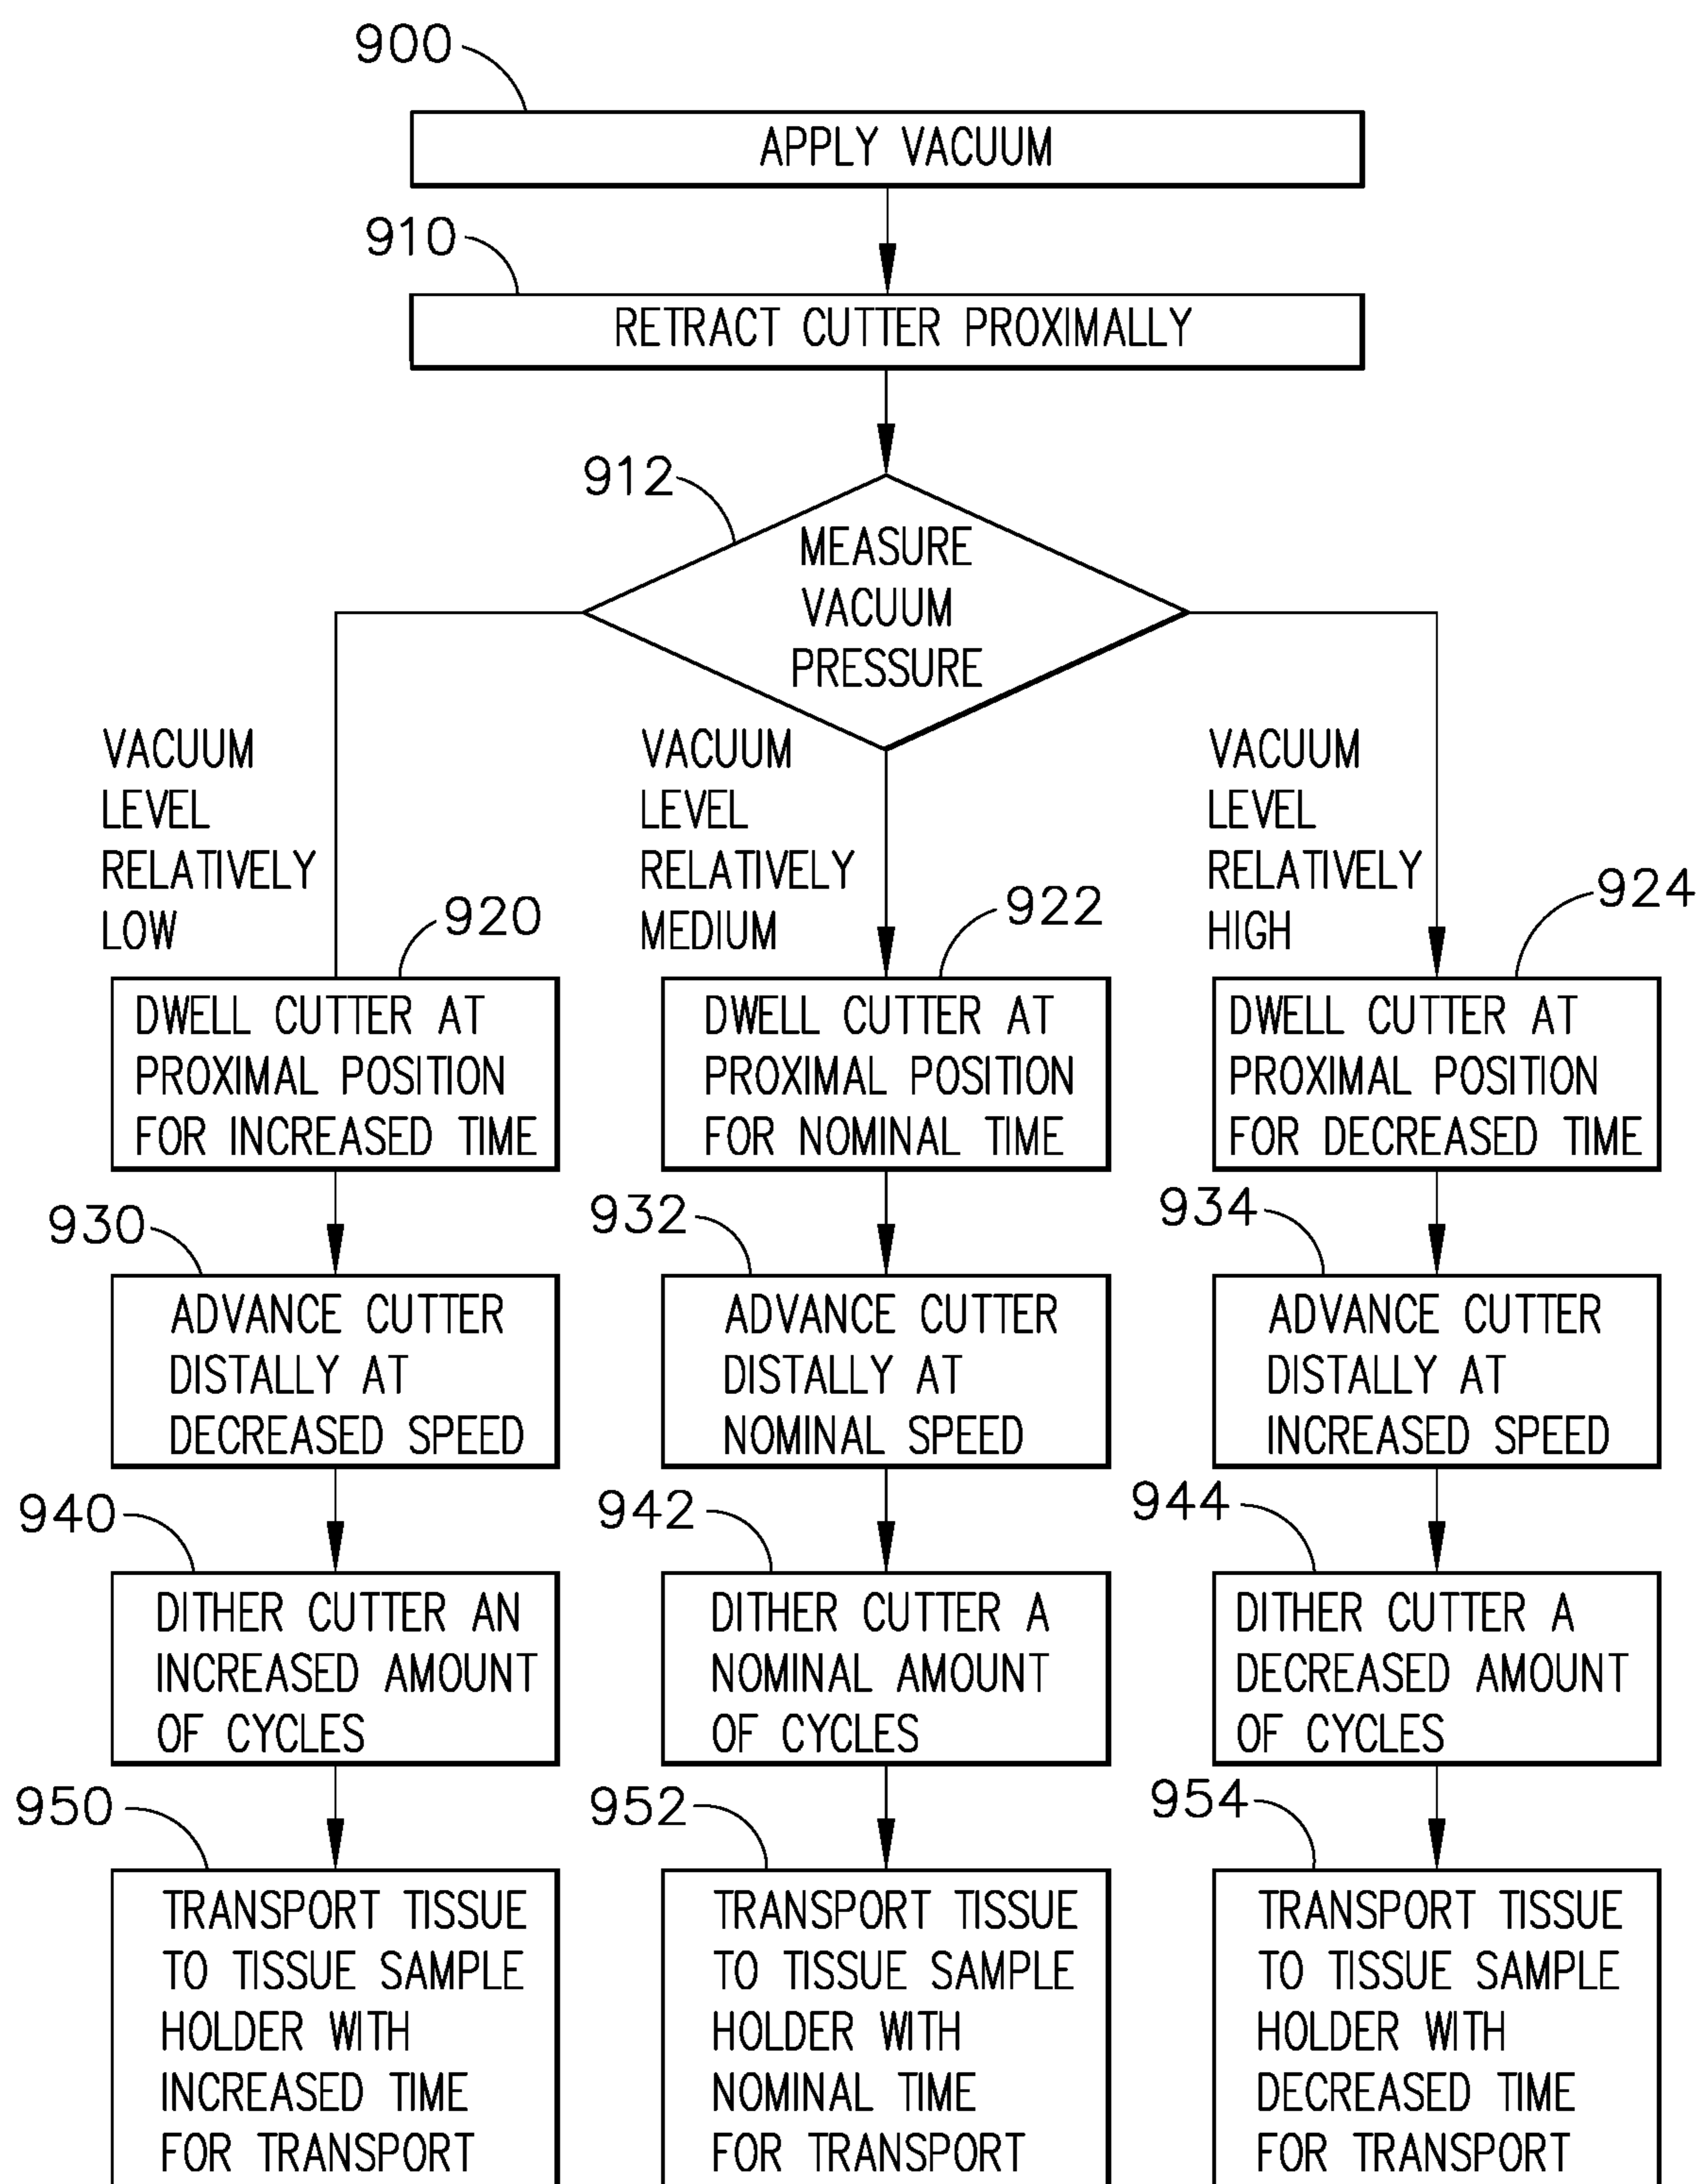 900
APPLY VACUUM
910
RETRACT CUTTER PROXIMALLY
912
MEASURE
VACUUM
PRESSURE
VACUUM
LEVEL
RELATIVELY
LOW
VACUUM
LEVEL
RELATIVELY
MEDIUM
VACUUM
LEVEL
RELATIVELY
HIGH
920
DWELL CUTTER AT
PROXIMAL POSITION
FOR INCREASED TIME
922
DWELL CUTTER AT
PROXIMAL POSITION
FOR NOMINAL TIME
924
DWELL CUTTER AT
PROXIMAL POSITION
FOR DECREASED TIME
930
ADVANCE CUTTER
DISTALLY AT
DECREASED SPEED
932
ADVANCE CUTTER
DISTALLY AT
NOMINAL SPEED
934
ADVANCE CUTTER
DISTALLY AT
INCREASED SPEED
940
DITHER CUTTER AN
INCREASED AMOUNT
OF CYCLES
942
DITHER CUTTER A
NOMINAL AMOUNT
OF CYCLES
944
DITHER CUTTER A
DECREASED AMOUNT
OF CYCLES
950
TRANSPORT TISSUE
TO TISSUE SAMPLE
HOLDER WITH
INCREASED TIME
FOR TRANSPORT
952
TRANSPORT TISSUE
TO TISSUE SAMPLE
HOLDER WITH
NOMINAL TIME
FOR TRANSPORT
954
TRANSPORT TISSUE
TO TISSUE SAMPLE
HOLDER WITH
DECREASED TIME
FOR TRANSPORT